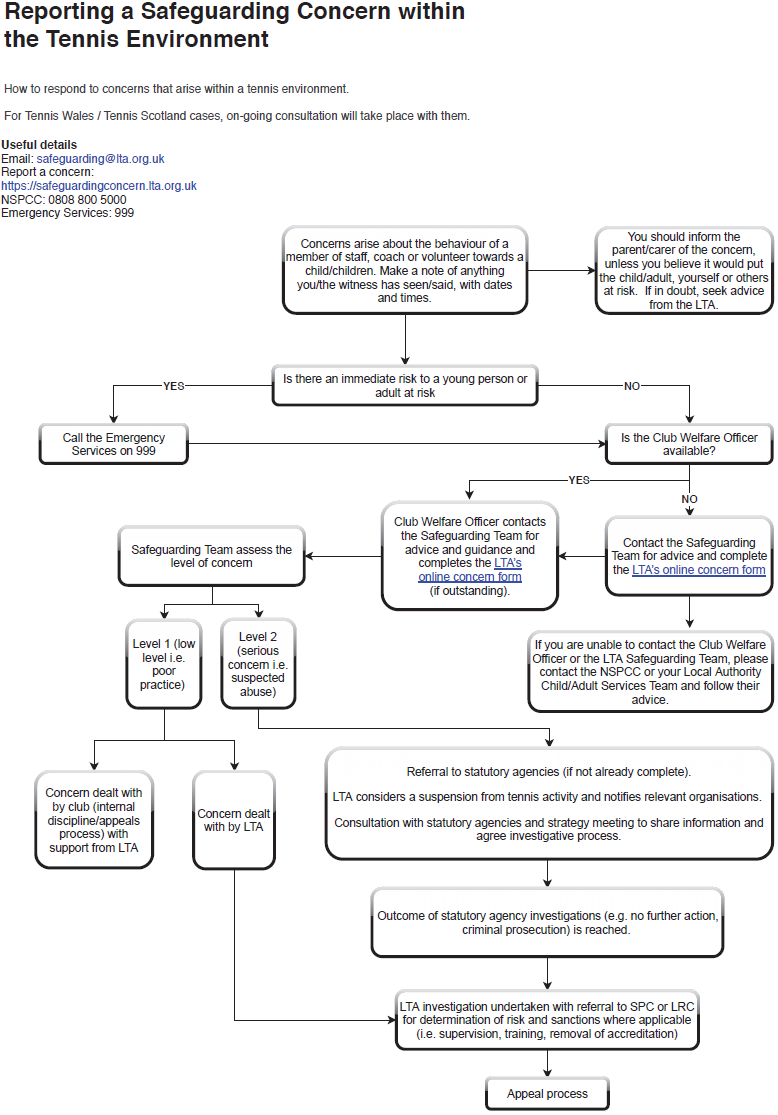 Reporting a Safeguarding Concern within
the Tennis Environment
How to respond to concerns that arise within a tennis environment.
For Tennis Wales / Tennis Scotland cases, on-going consultation will take place with them.
Useful details
Email: safeguarding@lta.org.uk
Report a concern:
https://safeguardingconcern.lta.org.uk
NSPCC: 0808 800 5000
Emergency Services: 999
Concerns arise about the behaviour of a
member of staff, coach or volunteer towards a
child/children. Make a note of anything
you/the witness has seen/said, with dates
and times.
You should inform the
parent/carer of the concern,
unless you believe it would put
the child/adult, yourself or others
at risk. If in doubt, seek advice
from the LTA.
Is there an immediate risk to a young person or
adult at risk
YES
NO
Call the Emergency
Services on 999
Is the Club Welfare Officer
available?
YES
NO
Club Welfare Officer contacts
the Safeguarding Team for
advice and guidance and
completes the LTA's
online concern form
(if outstanding).
Contact the Safeguarding
Team for advice and complete
the LTA's online concern form
Safeguarding Team assess the
level of concern
If you are unable to contact the Club Welfare
Officer or the LTA Safeguarding Team, please
contact the NSPCC or your Local Authority
Child/Adult Services Team and follow their
advice.
Level 1 (low
level i.e.
poor
practice)
Level 2
(serious
concern i.e.
suspected
abuse)
Concern dealt with
by club (internal
discipline/appeals
process) with
support from LTA
Concern dealt
with by LTA
Referral to statutory agencies (if not already complete).
LTA considers a suspension from tennis activity and notifies relevant organisations.
Consultation with statutory agencies and strategy meeting to share information and
agree investigative process.
Outcome of statutory agency investigations (e.g. no further action,
criminal prosecution) is reached.
LTA investigation undertaken with referral to SPC or LRC
for determination of risk and sanctions where applicable
(i.e. supervision, training, removal of accreditation)
Appeal process